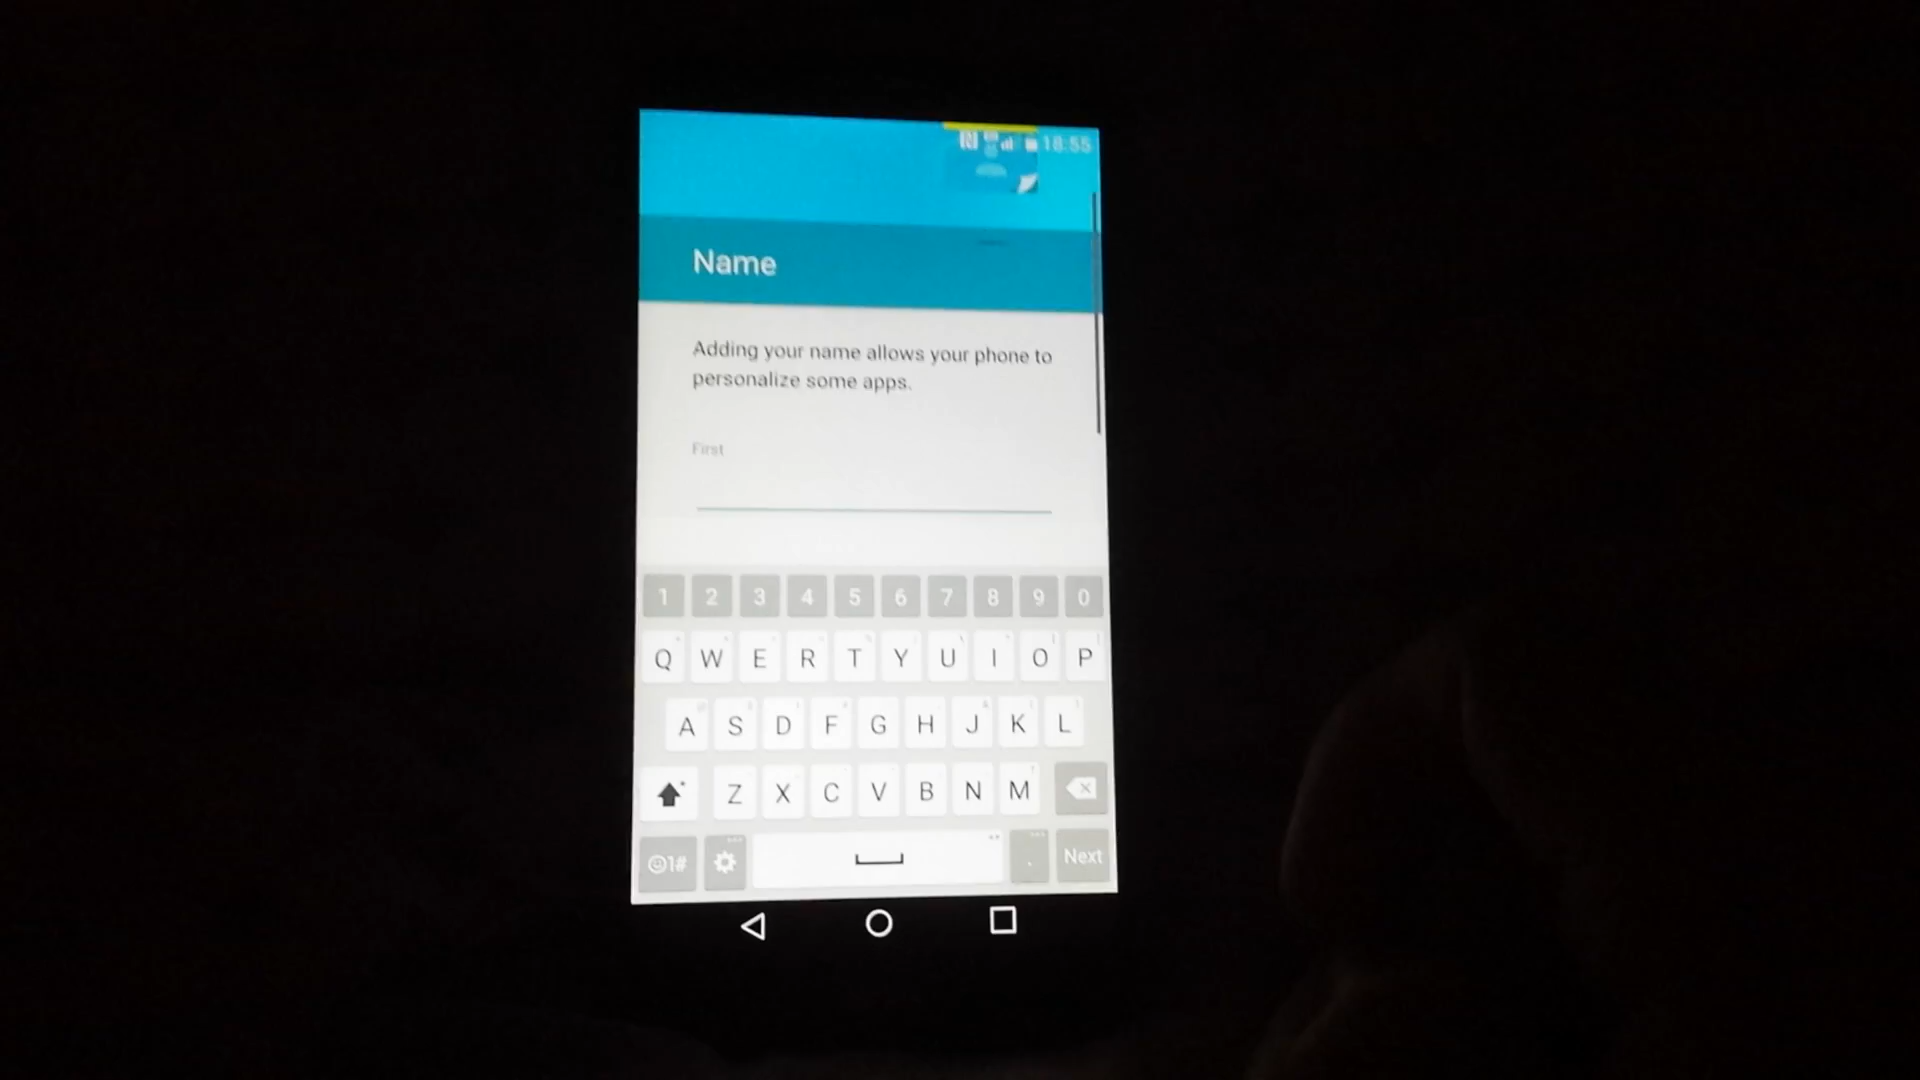 18:55
Name
Adding your name allows your phone to
personalize some apps.
First
1 2 3 4 5 6 7 8 9 0
Q W E R T Y U I O P
A S D F G H J K L
Z X C V B N M
1# . Next